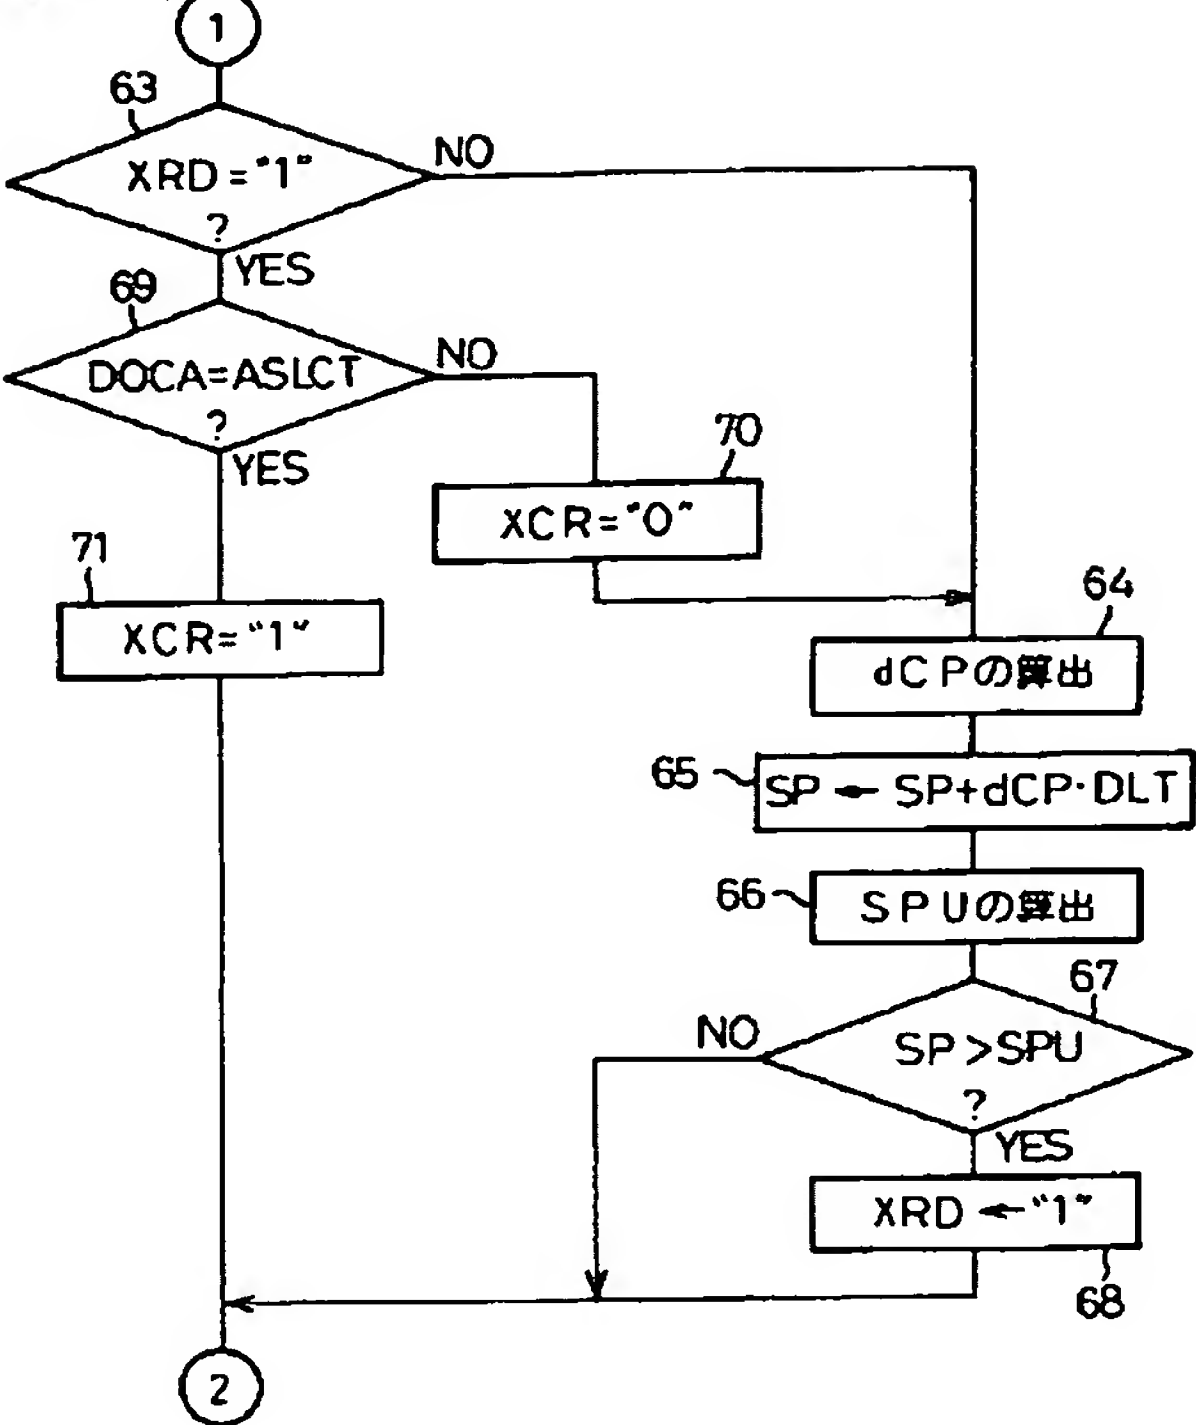 1
63
XRD="1"
?
NO
YES
69
DOCA=ASLCT
?
NO
YES
70
XCR="0"
71
XCR="1"
64
dCPの算出
65
SP ← SP+dCP·DLT
66
SPUの算出
67
SP>SPU
?
NO
YES
XRD ← "1"
68
2